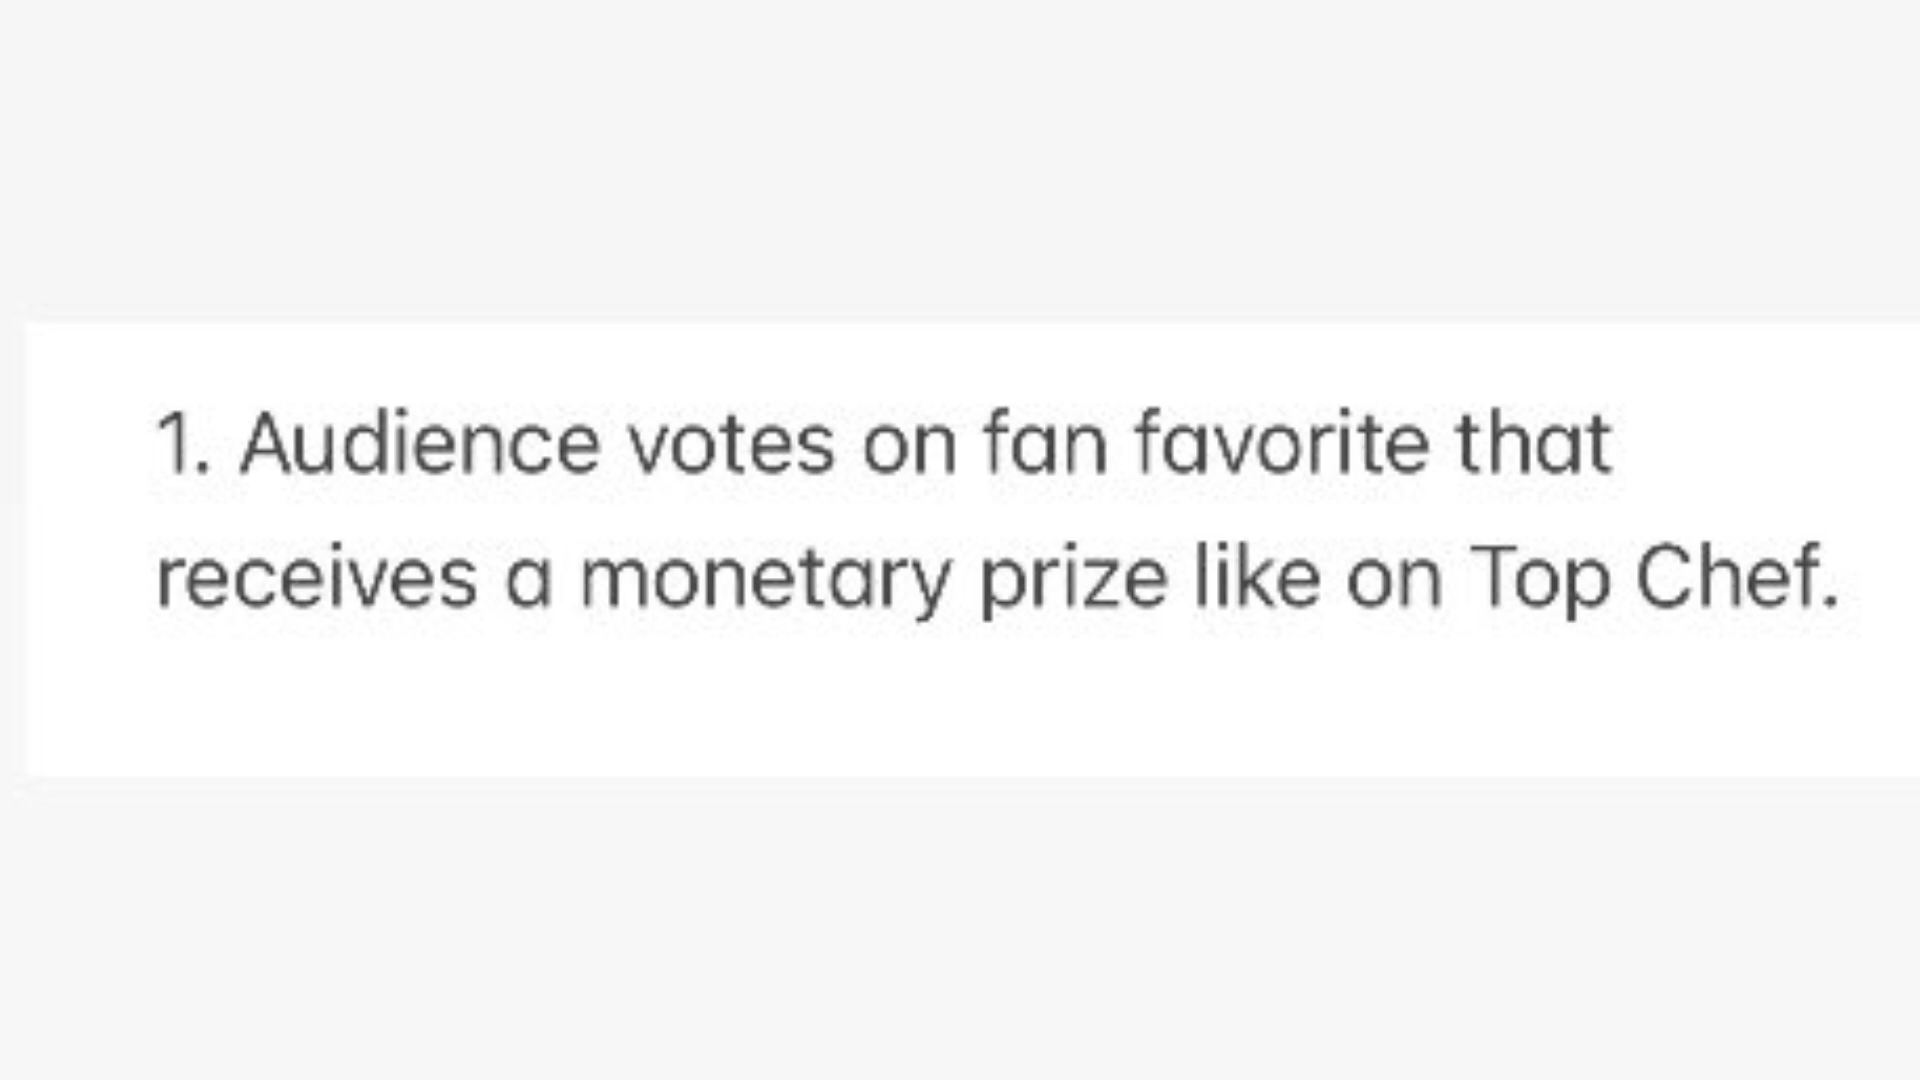 1. Audience votes on fan favorite that
receives a monetary prize like on Top Chef.